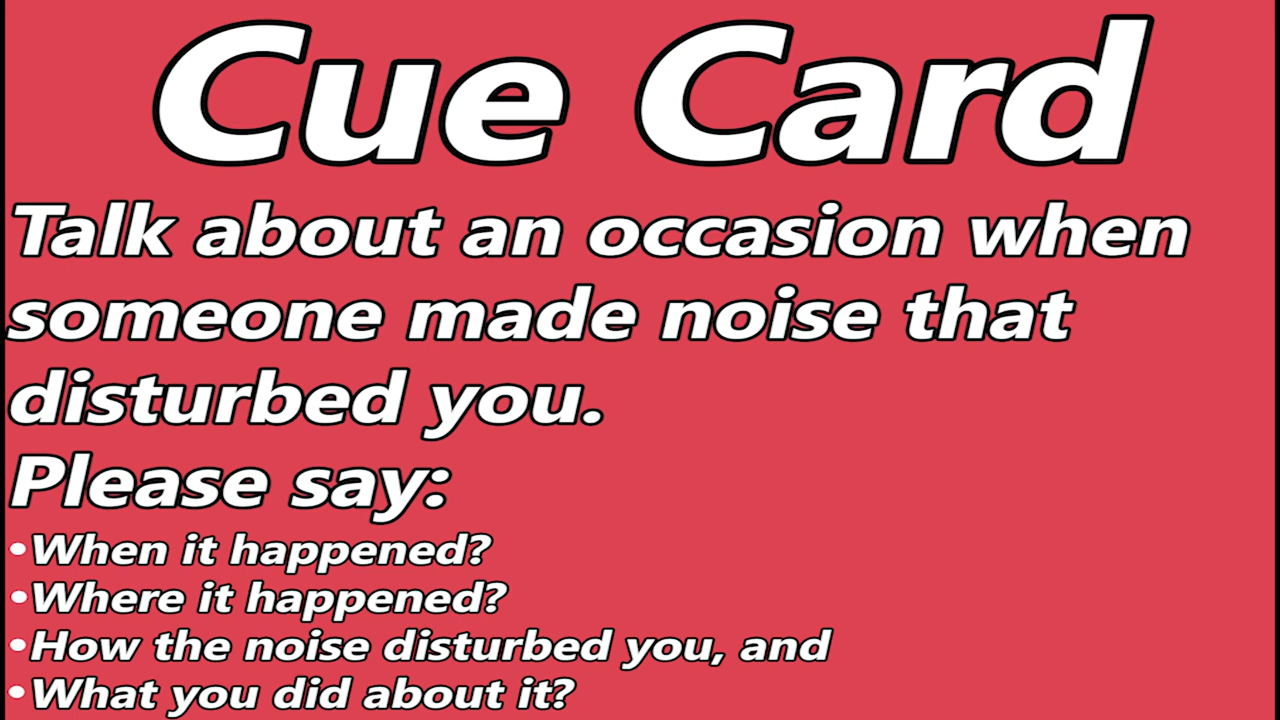 Cue Card
Talk about an occasion when
someone made noise that
disturbed you.
Please say:
•When it happened?
•Where it happened?
•How the noise disturbed you, and
•What you did about it?